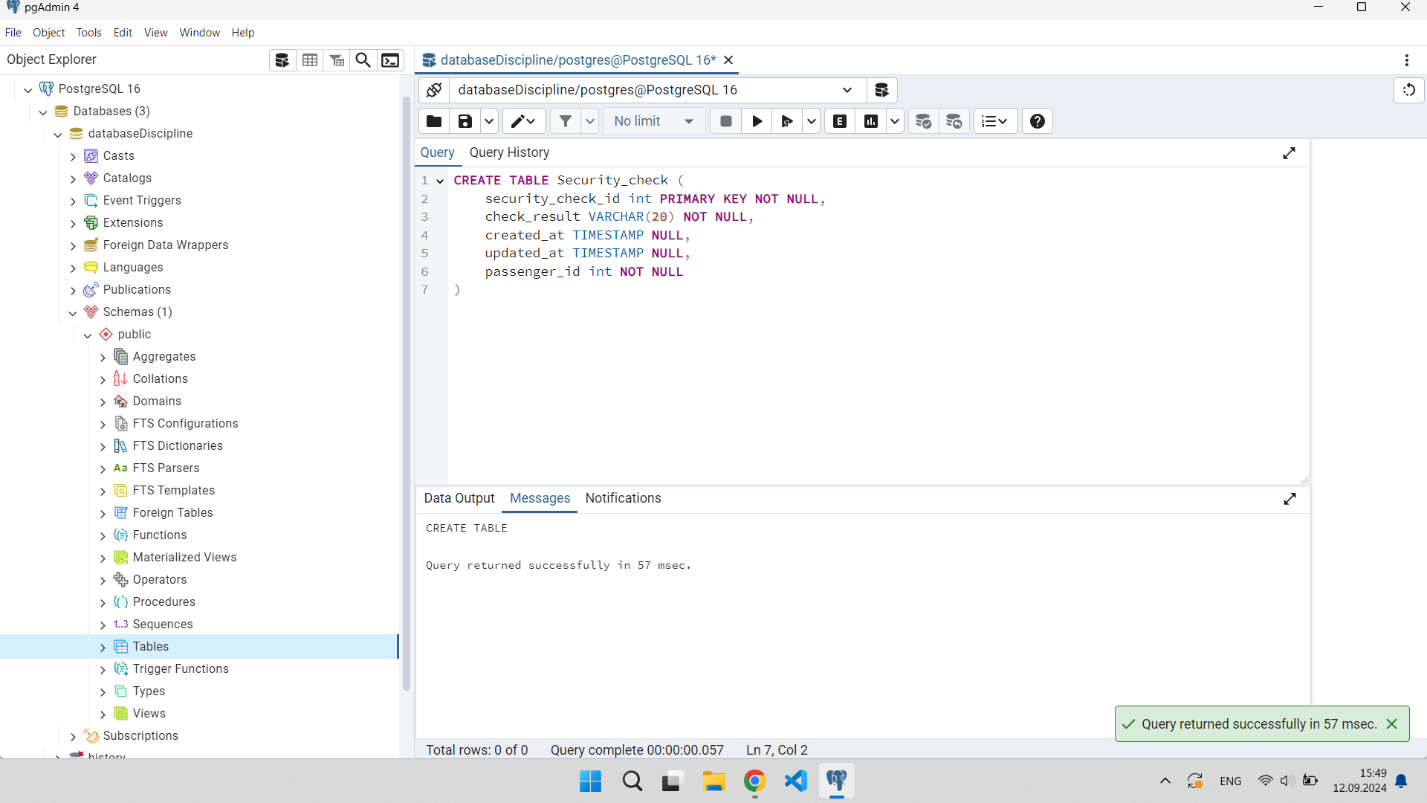 pgAdmin 4
File Object Tools Edit View Window Help
Object Explorer
PostgreSQL 16
Databases (3)
databaseDiscipline
Casts
Catalogs
Event Triggers
Extensions
Foreign Data Wrappers
Languages
Publications
Schemas (1)
public
Aggregates
Collations
Domains
FTS Configurations
FTS Dictionaries
Aa FTS Parsers
FTS Templates
Foreign Tables
Functions
Materialized Views
Operators
Procedures
1..3 Sequences
Tables
Trigger Functions
Types
Views
Subscriptions
history
databaseDiscipline/postgres@PostgreSQL 16*
databaseDiscipline/postgres@PostgreSQL 16
No limit
E
Query Query History
1 CREATE TABLE Security_check (
2 security_check_id int PRIMARY KEY NOT NULL,
3 check_result VARCHAR(20) NOT NULL,
4 created_at TIMESTAMP NULL,
5 updated_at TIMESTAMP NULL,
6 passenger_id int NOT NULL
7 )
Data Output Messages Notifications
CREATE TABLE
Query returned successfully in 57 msec.
Query returned successfully in 57 msec.
Total rows: 0 of 0 Query complete 00:00:00.057 Ln 7, Col 2
ENG
15:49
12.09.2024